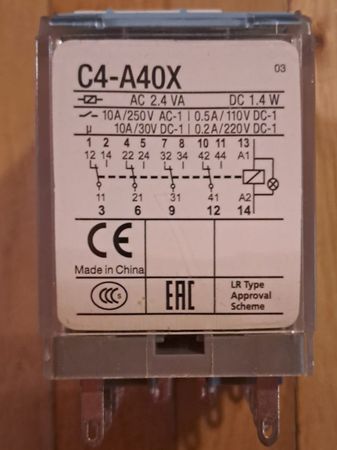 C4-A40X
03
AC 2.4 VA DC 1.4 W
10A/250V AC-1 0.5A/110V DC-1
µ 10A/30V DC-1 0.2A/220V DC-1
1 2 4 5 7 8 10 11 13
12 14 22 24 32 34 42 44 A1
11 21 31 41 A2
3 6 9 12 14
CE
Made in China
CCC S
EAC
LR Type
Approval
Scheme